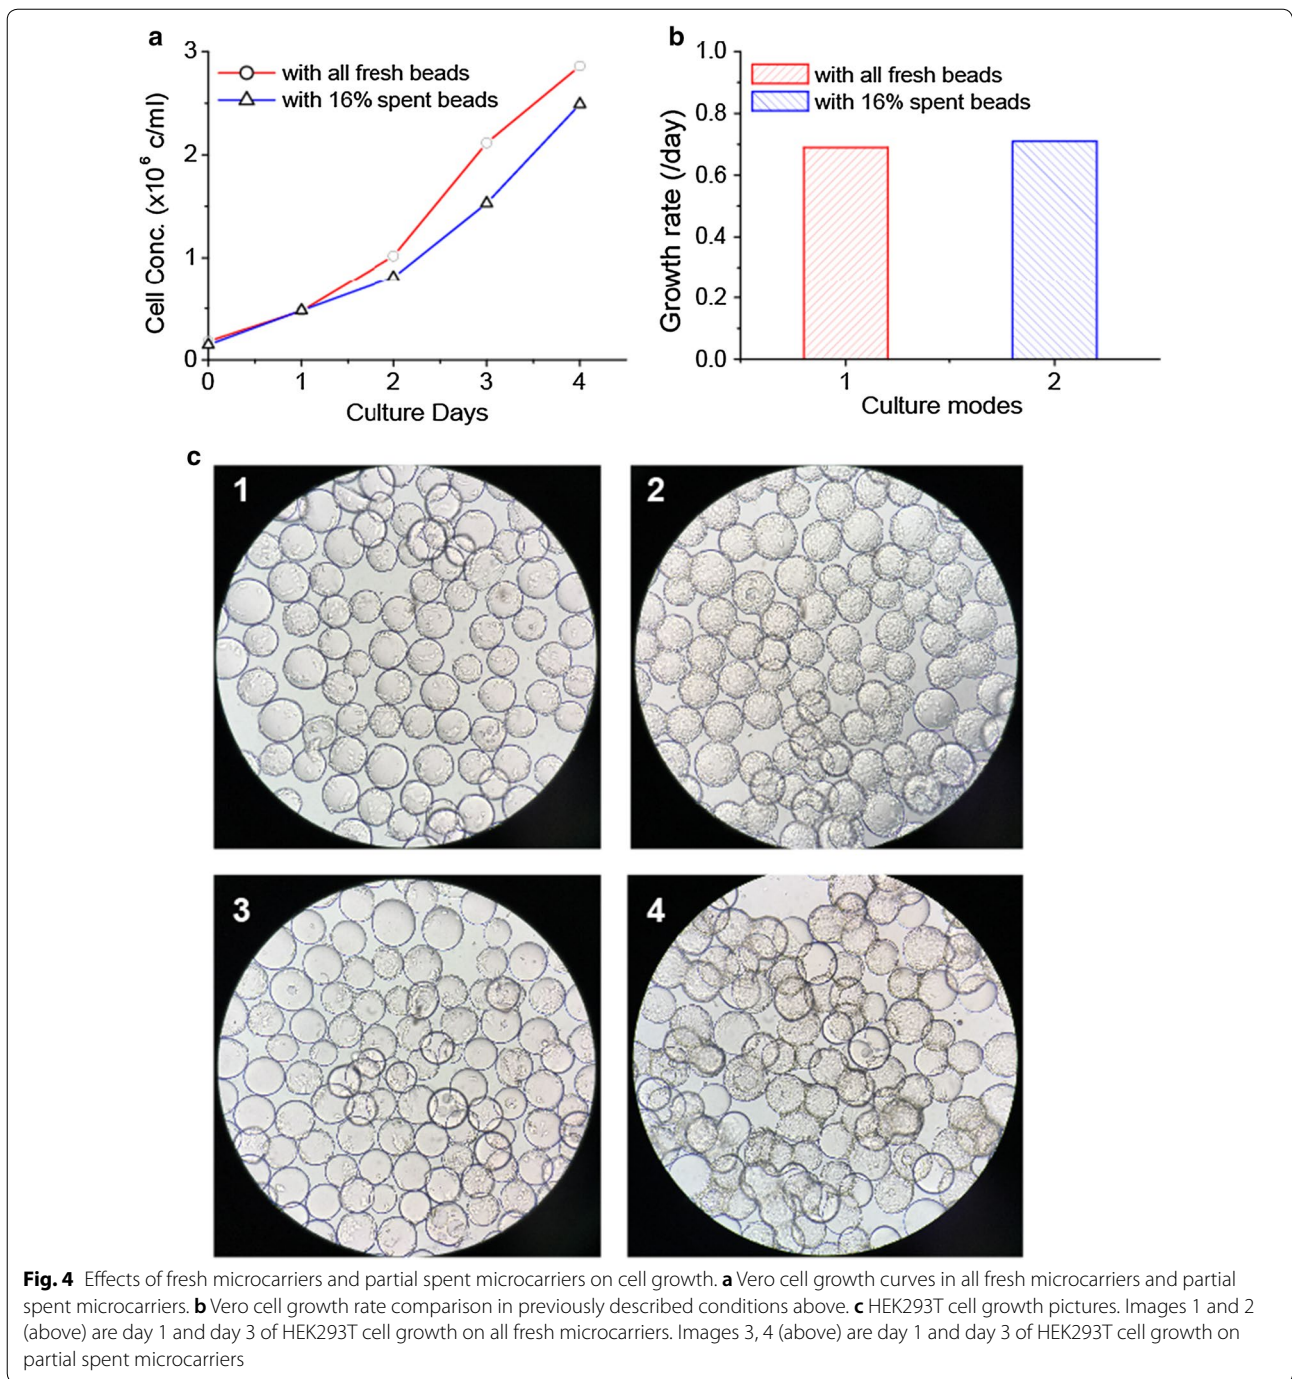 a
3
2
1
0
Cell Conc. (x10⁶ c/ml)
with all fresh beads
with 16% spent beads
0 1 2 3 4
Culture Days
b
1.0
0.8
0.6
0.4
0.2
0.0
Growth rate (/day)
with all fresh beads
with 16% spent beads
1 2
Culture modes
c
1
2
3
4
Fig. 4 Effects of fresh microcarriers and partial spent microcarriers on cell growth. a Vero cell growth curves in all fresh microcarriers and partial
spent microcarriers. b Vero cell growth rate comparison in previously described conditions above. c HEK293T cell growth pictures. Images 1 and 2
(above) are day 1 and day 3 of HEK293T cell growth on all fresh microcarriers. Images 3, 4 (above) are day 1 and day 3 of HEK293T cell growth on
partial spent microcarriers